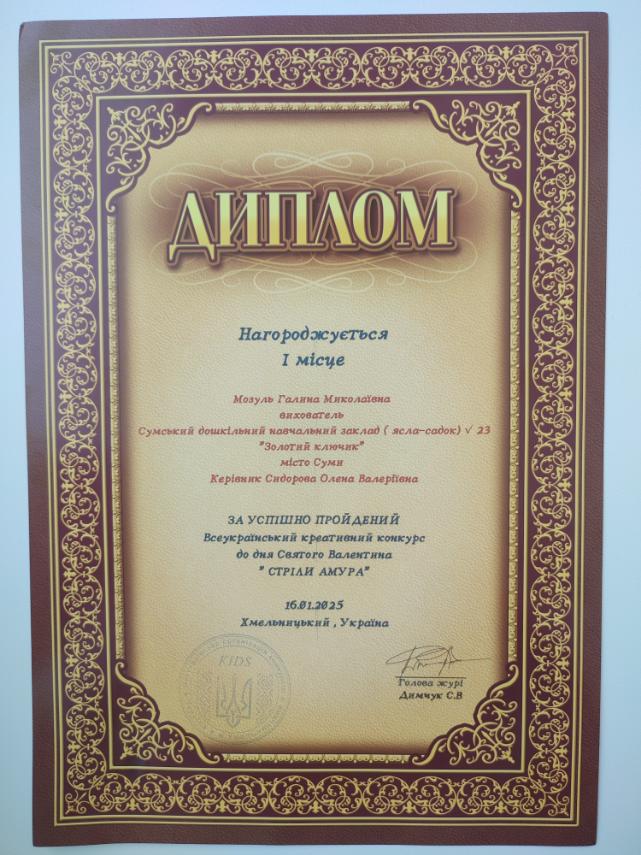 ДИПЛОМ
Нагороджується
І місце
Мозуль Галина Миколаївна
вихователь
Сумський дошкільний навчальний заклад ( ясла-садок) √ 23
"Золотий ключик"
місто Суми
Керівник Сидорова Олена Валеріївна
ЗА УСПІШНО ПРОЙДЕНИЙ
Всеукраїнський креативний конкурс
до дня Святого Валентина
" СТРІЛИ АМУРА"
16.01.2025
Хмельницький , Україна
KIDS
Голова журі
Димчук С.В